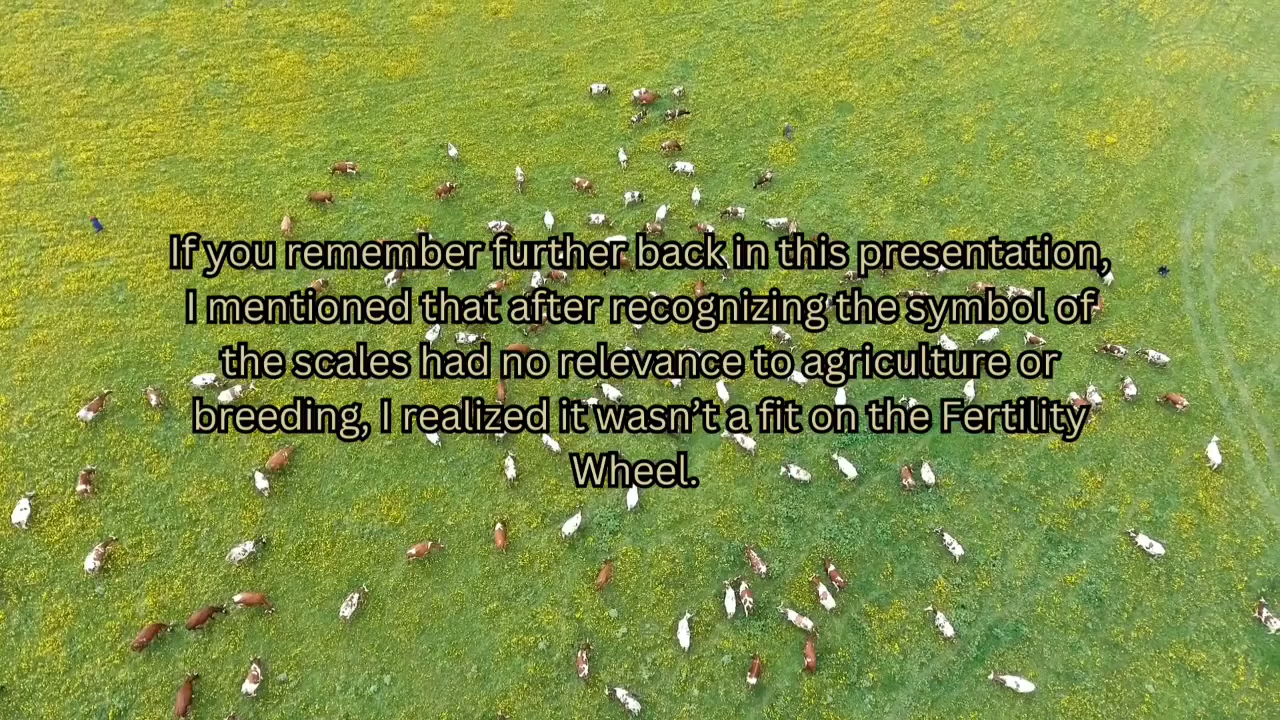 If you remember further back in this presentation,
I mentioned that after recognizing the symbol of
the scales had no relevance to agriculture or
breeding, I realized it wasn’t a fit on the Fertility
Wheel.